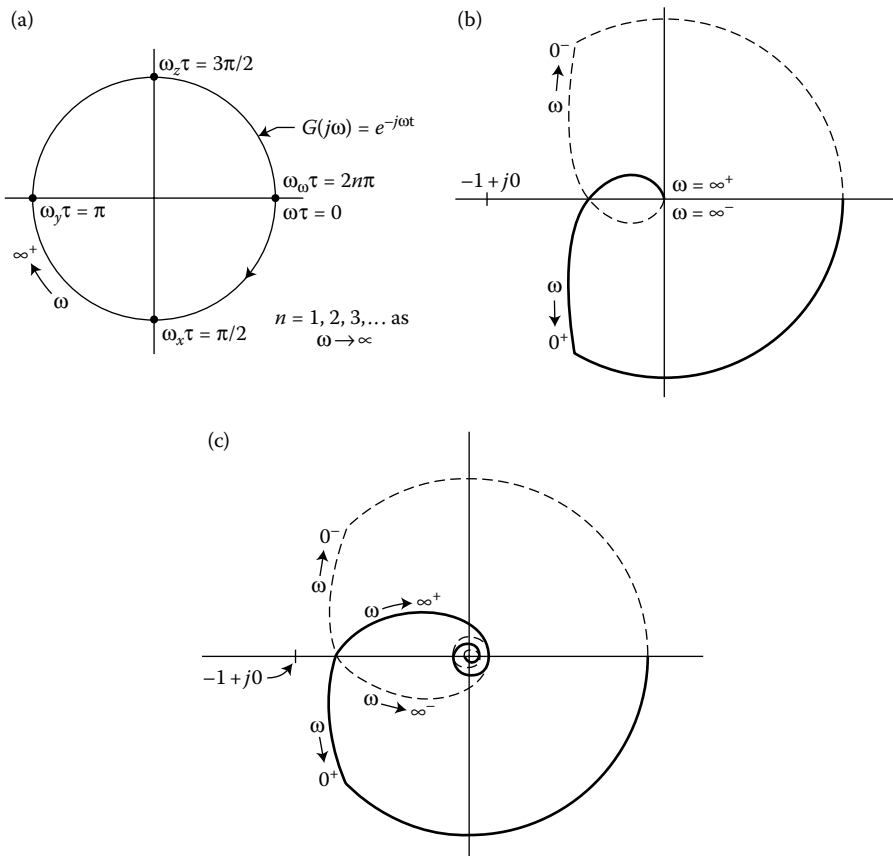 (a)
ω_zτ = 3π/2
G(jω) = e^{-jωt}
ω_ωτ = 2nπ
ω_yτ = π
ωτ = 0
∞⁺
ω
n = 1, 2, 3,... as
ω→∞
ω_xτ = π/2
(b)
0⁻
ω
−1 + j0
ω = ∞⁺
ω = ∞⁻
ω
0⁺
(c)
0⁻
ω
ω → ∞⁺
−1 + j0
ω → ∞⁻
ω
0⁺